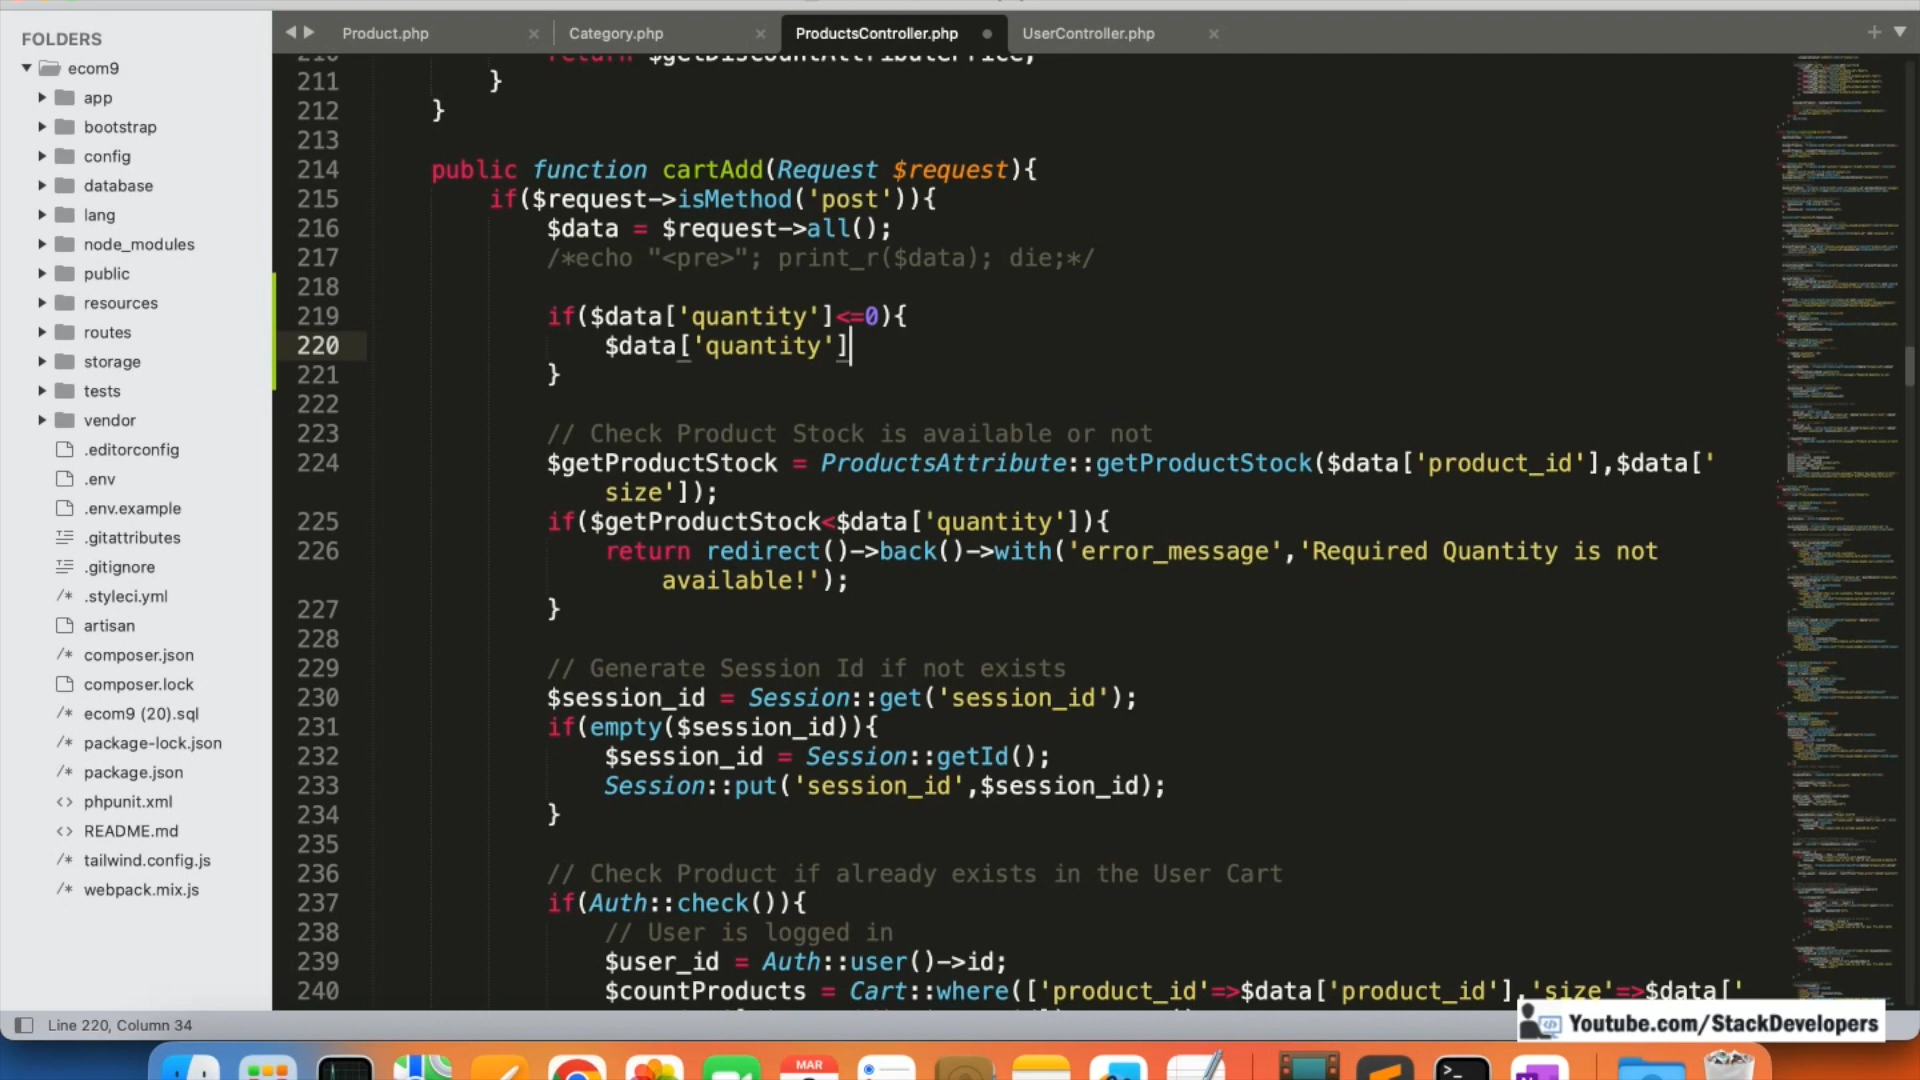 FOLDERS
ecom9
app
bootstrap
config
database
lang
node_modules
public
resources
routes
storage
tests
vendor
.editorconfig
.env
.env.example
.gitattributes
.gitignore
.styleci.yml
artisan
composer.json
composer.lock
ecom9 (20).sql
package-lock.json
package.json
phpunit.xml
README.md
tailwind.config.js
webpack.mix.js
Product.php
Category.php
ProductsController.php
UserController.php
210 return $getDiscountAttributePrice;
211 }
212 }
213
214 public function cartAdd(Request $request){
215 if($request->isMethod('post')){
216 $data = $request->all();
217 /*echo "<pre>"; print_r($data); die;*/
218
219 if($data['quantity']<=0){
220 $data['quantity']
221 }
222
223 // Check Product Stock is available or not
224 $getProductStock = ProductsAttribute::getProductStock($data['product_id'],$data['
size']);
225 if($getProductStock<$data['quantity']){
226 return redirect()->back()->with('error_message','Required Quantity is not
available!');
227 }
228
229 // Generate Session Id if not exists
230 $session_id = Session::get('session_id');
231 if(empty($session_id)){
232 $session_id = Session::getId();
233 Session::put('session_id',$session_id);
234 }
235
236 // Check Product if already exists in the User Cart
237 if(Auth::check()){
238 // User is logged in
239 $user_id = Auth::user()->id;
240 $countProducts = Cart::where(['product_id'=>$data['product_id'],'size'=>$data['
Line 220, Column 34
Youtube.com/StackDevelopers
MAR